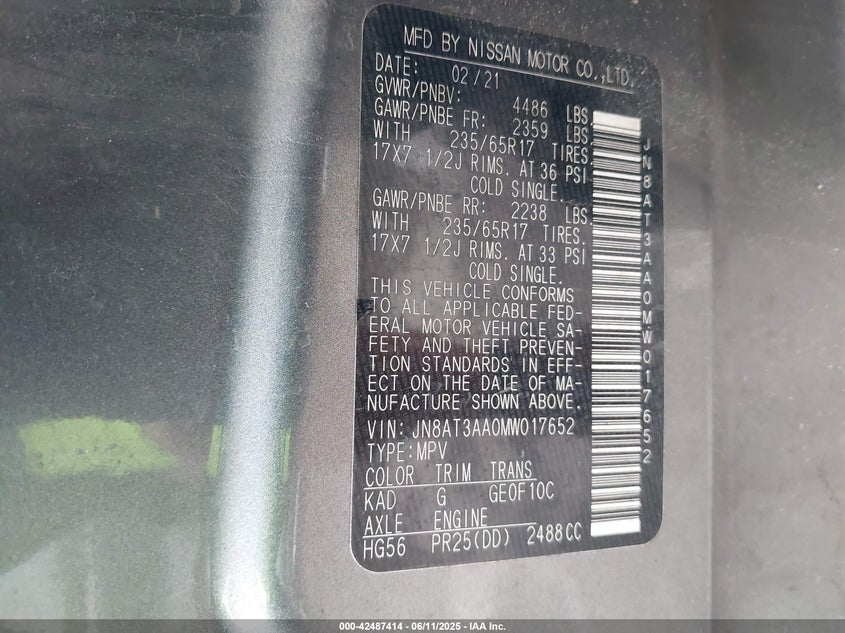 MFD BY NISSAN MOTOR CO.,LTD.
DATE: 02/21
GVWR/PNBV: 4486 LBS.
GAWR/PNBE FR: 2359 LBS.
WITH 235/65R17 TIRES.
17X7 1/2J RIMS. AT 36 PSI
COLD SINGLE.
GAWR/PNBE RR: 2238 LBS.
WITH 235/65R17 TIRES.
17X7 1/2J RIMS. AT 33 PSI
COLD SINGLE.
THIS VEHICLE CONFORMS
TO ALL APPLICABLE FED-
ERAL MOTOR VEHICLE SA-
FETY AND THEFT PREVEN-
TION STANDARDS IN EFF-
ECT ON THE DATE OF MA-
NUFACTURE SHOWN ABOVE.
VIN: JN8AT3AA0MW017652
TYPE: MPV
COLOR TRIM TRANS
KAD G GE0F10C
AXLE ENGINE
HG56 PR25(DD) 2488CC
JN8AT3AA0MW017652
000-42487414 - 06/11/2025 - IAA Inc.